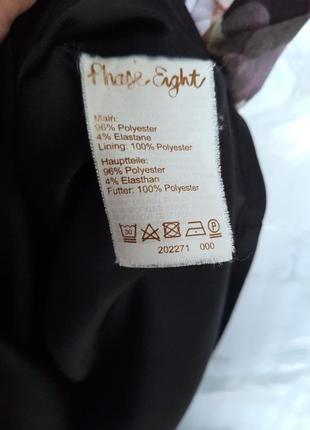 Phase Eight
Main:
96% Polyester
4% Elastane
Lining: 100% Polyester
Hauptteile:
96% Polyester
4% Elasthan
Futter: 100% Polyester
30 P
202271 000